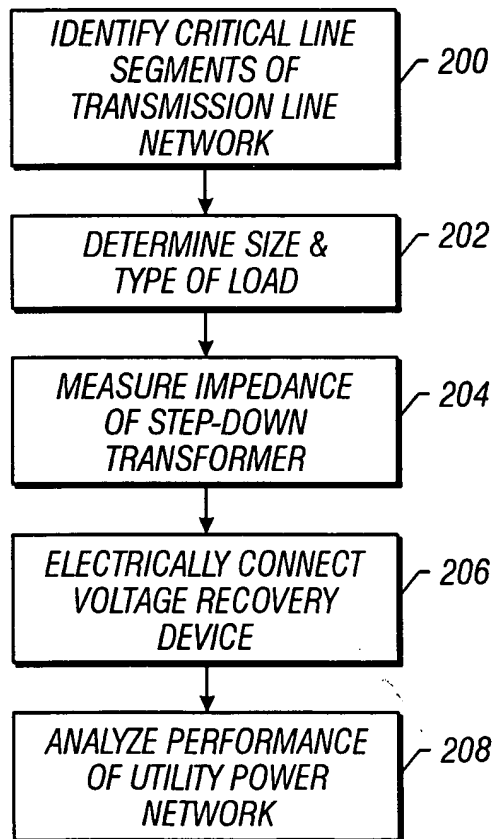 IDENTIFY CRITICAL LINE
SEGMENTS OF
TRANSMISSION LINE
NETWORK
200
DETERMINE SIZE &
TYPE OF LOAD
202
MEASURE IMPEDANCE
OF STEP-DOWN
TRANSFORMER
204
ELECTRICALLY CONNECT
VOLTAGE RECOVERY
DEVICE
206
ANALYZE PERFORMANCE
OF UTILITY POWER
NETWORK
208